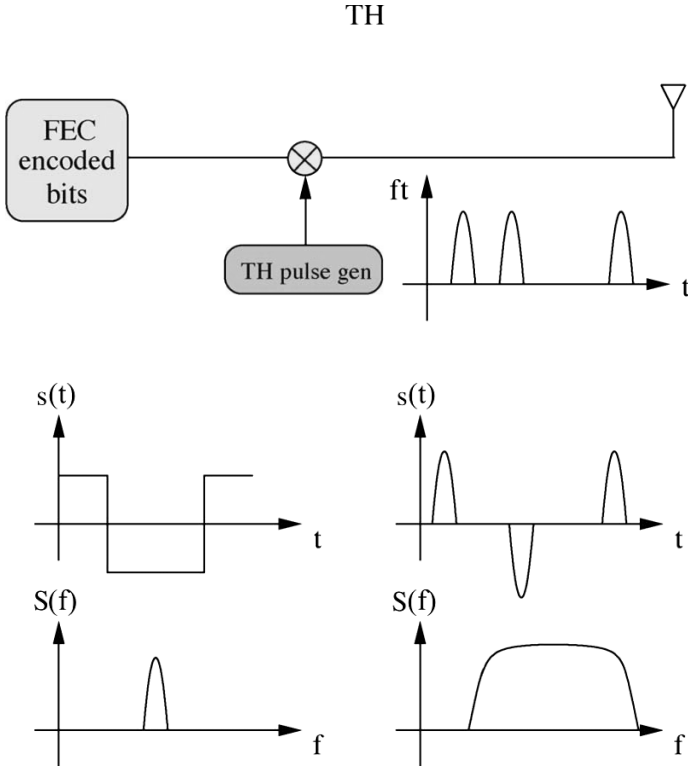 TH
FEC
encoded
bits
TH pulse gen
ft
t
s(t)
t
s(t)
t
S(f)
f
S(f)
f